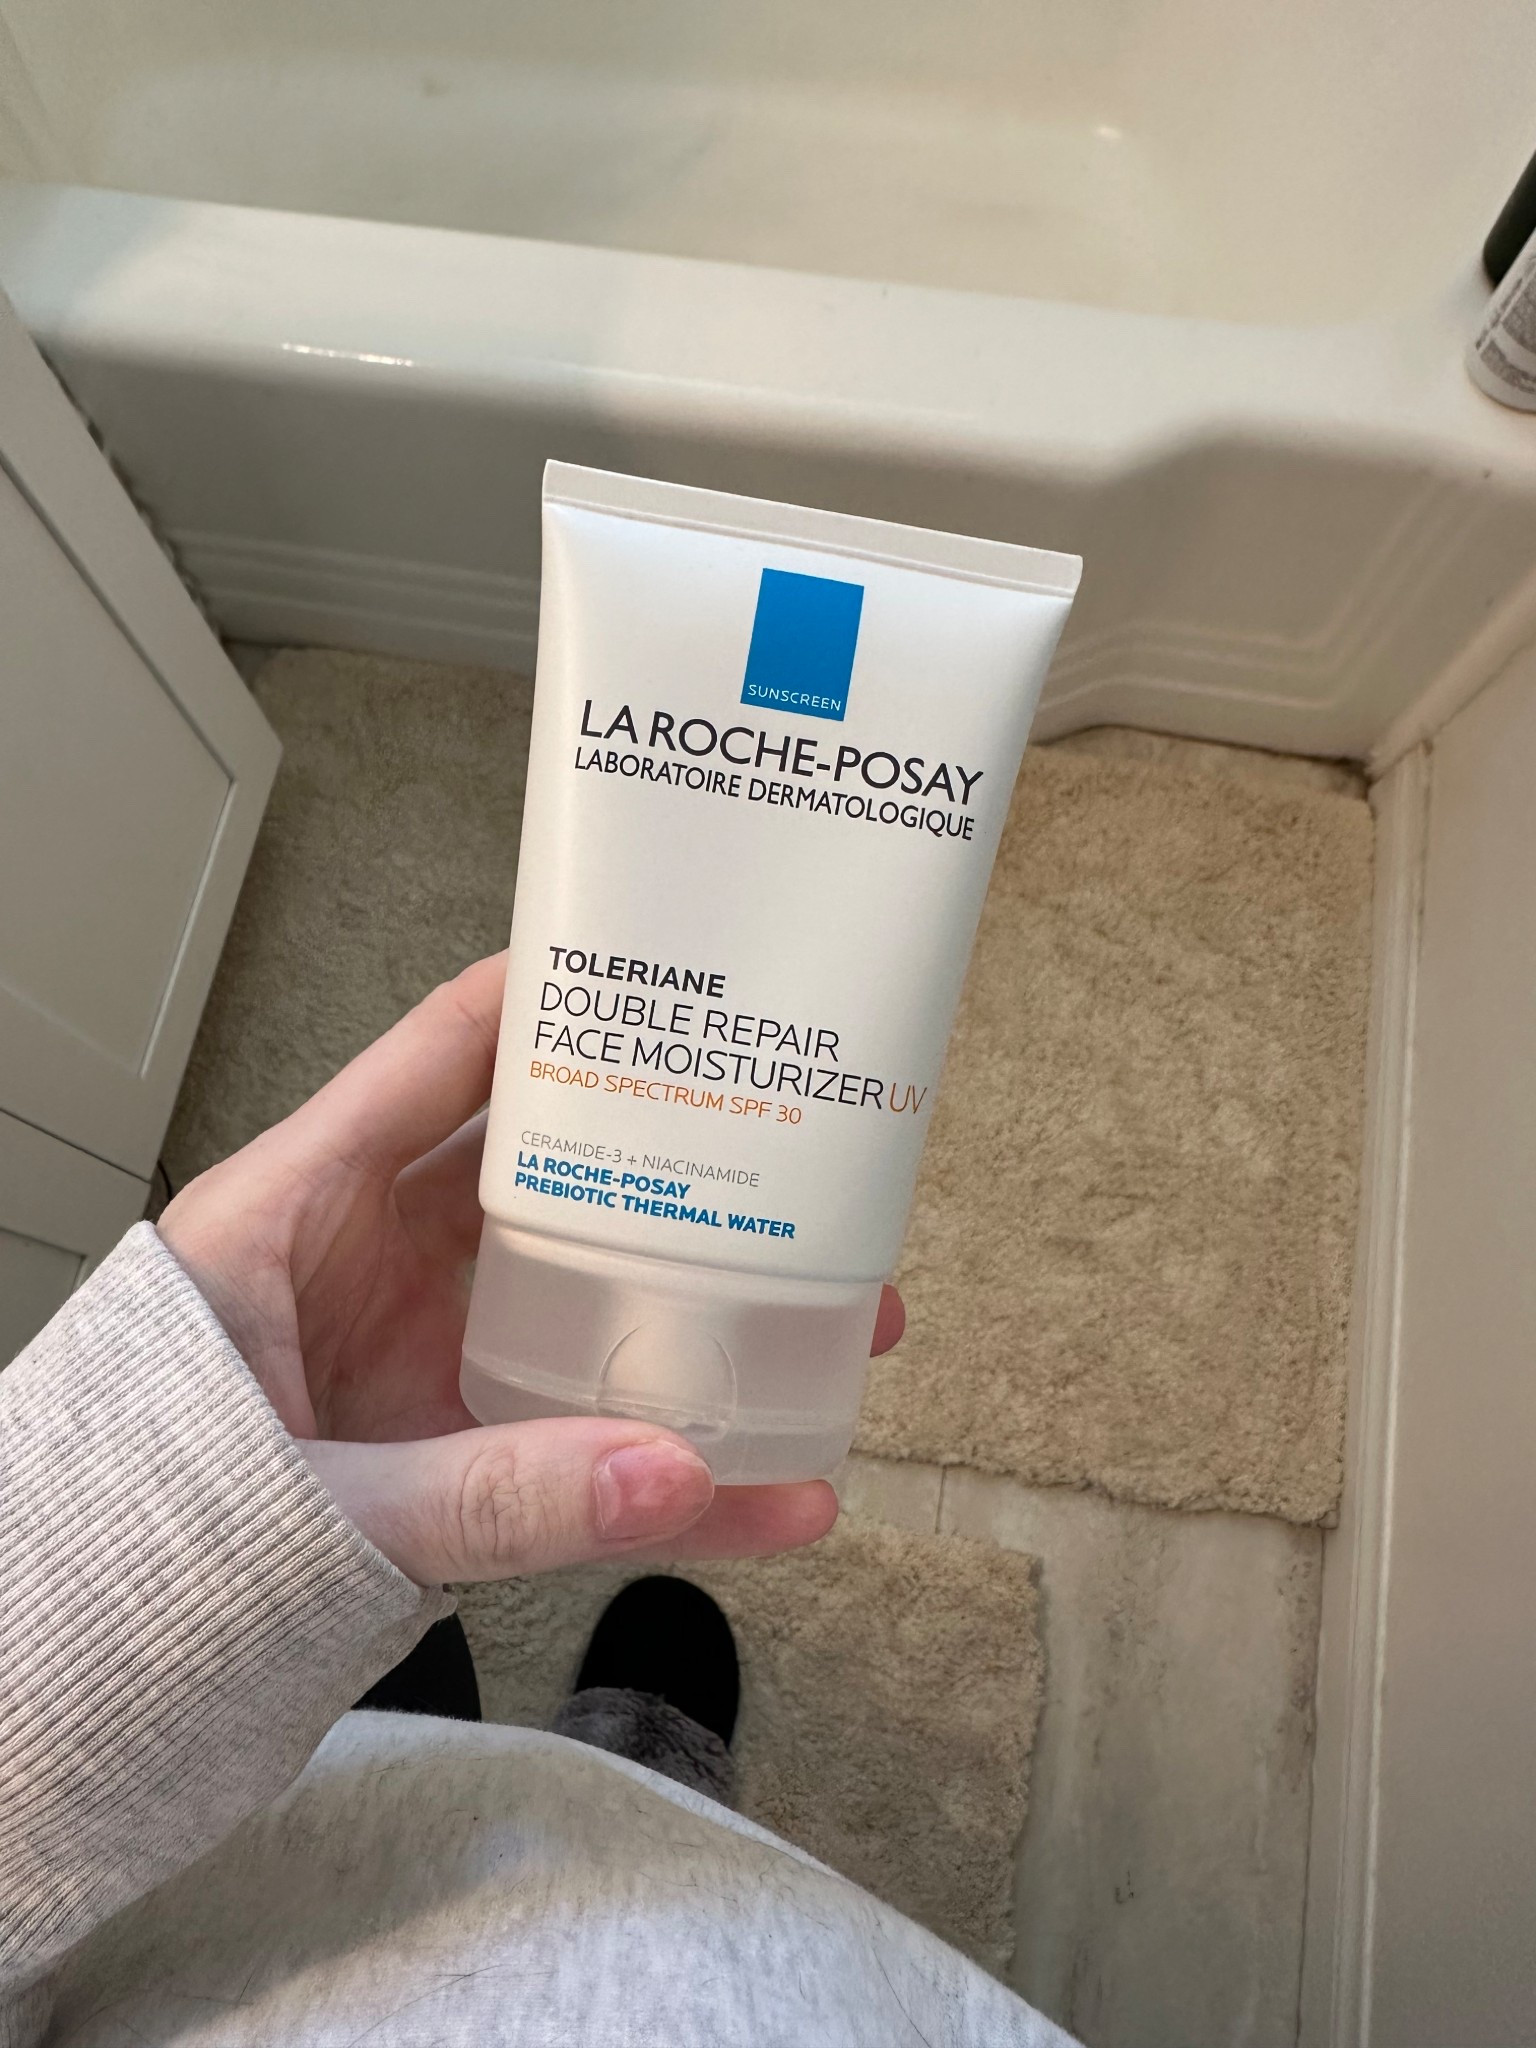 SUNSCREEN
LA ROCHE-POSAY
LABORATOIRE DERMATOLOGIQUE
TOLERIANE
DOUBLE REPAIR
FACE MOISTURIZER UV
BROAD SPECTRUM SPF 30
CERAMIDE-3 + NIACINAMIDE
LA ROCHE-POSAY
PREBIOTIC THERMAL WATER